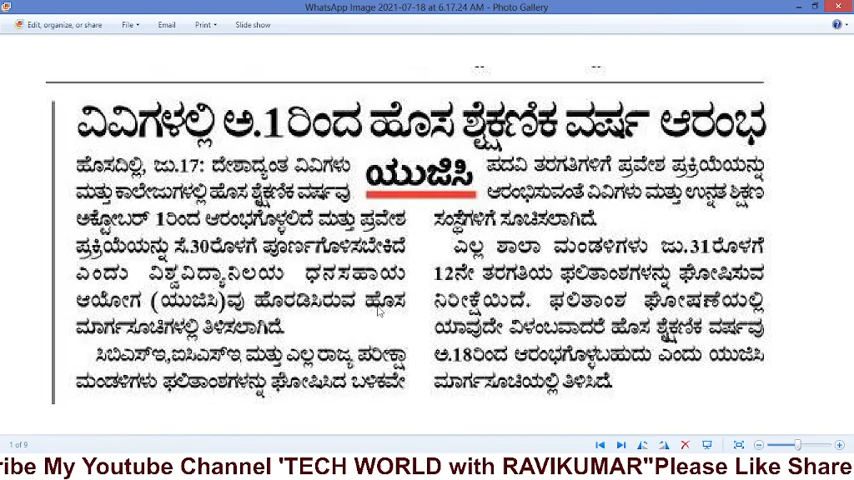 WhatsApp Image 2021-07-18 at 6.17.24 AM - Photo Gallery
Edit, organize, or share
File
Email
Print
Slide show
ವಿವಿಗಳಲ್ಲಿ ಅ.1ರಿಂದ ಹೊಸ ಶೈಕ್ಷಣಿಕ ವರ್ಷ ಆರಂಭ
ಯುಜಿಸಿ
ಹೊಸದಿಲ್ಲಿ, ಜು.17: ದೇಶಾದ್ಯಂತ ವಿವಿಗಳು
ಮತ್ತು ಕಾಲೇಜುಗಳಲ್ಲಿ ಹೊಸ ಶೈಕ್ಷಣಿಕ ವರ್ಷವು
ಅಕ್ಟೋಬರ್ 1ರಿಂದ ಆರಂಭಗೊಳ್ಳಲಿದೆ ಮತ್ತು ಪ್ರವೇಶ
ಪ್ರಕ್ರಿಯೆಯನ್ನು ಸೆ.30ರೊಳಗೆ ಪೂರ್ಣಗೊಳಿಸಬೇಕಿದೆ
ಎಂದು ವಿಶ್ವವಿದ್ಯಾನಿಲಯ ಧನಸಹಾಯ
ಆಯೋಗ (ಯುಜಿಸಿ)ವು ಹೊರಡಿಸಿರುವ ಹೊಸ
ಮಾರ್ಗಸೂಚಿಗಳಲ್ಲಿ ತಿಳಿಸಲಾಗಿದೆ.
ಸಿಬಿಎಸ್‌ಇ,ಐಸಿಎಸ್‌ಇ ಮತ್ತು ಎಲ್ಲ ರಾಜ್ಯ ಪರೀಕ್ಷಾ
ಮಂಡಳಿಗಳು ಫಲಿತಾಂಶಗಳನ್ನು ಘೋಷಿಸಿದ ಬಳಿಕವೇ
ಪದವಿ ತರಗತಿಗಳಿಗೆ ಪ್ರವೇಶ ಪ್ರಕ್ರಿಯೆಯನ್ನು
ಆರಂಭಿಸುವಂತೆ ವಿವಿಗಳು ಮತ್ತು ಉನ್ನತ ಶಿಕ್ಷಣ
ಸಂಸ್ಥೆಗಳಿಗೆ ಸೂಚಿಸಲಾಗಿದೆ.
ಎಲ್ಲ ಶಾಲಾ ಮಂಡಳಿಗಳು ಜು.31ರೊಳಗೆ
12ನೇ ತರಗತಿಯ ಫಲಿತಾಂಶಗಳನ್ನು ಘೋಷಿಸುವ
ನಿರೀಕ್ಷೆಯಿದೆ. ಫಲಿತಾಂಶ ಘೋಷಣೆಯಲ್ಲಿ
ಯಾವುದೇ ವಿಳಂಬವಾದರೆ ಹೊಸ ಶೈಕ್ಷಣಿಕ ವರ್ಷವು
ಅ.18ರಿಂದ ಆರಂಭಗೊಳ್ಳಬಹುದು ಎಂದು ಯುಜಿಸಿ
ಮಾರ್ಗಸೂಚಿಯಲ್ಲಿ ತಿಳಿಸಿದೆ.
1 of 9
ribe My Youtube Channel 'TECH WORLD with RAVIKUMAR"Please Like Share